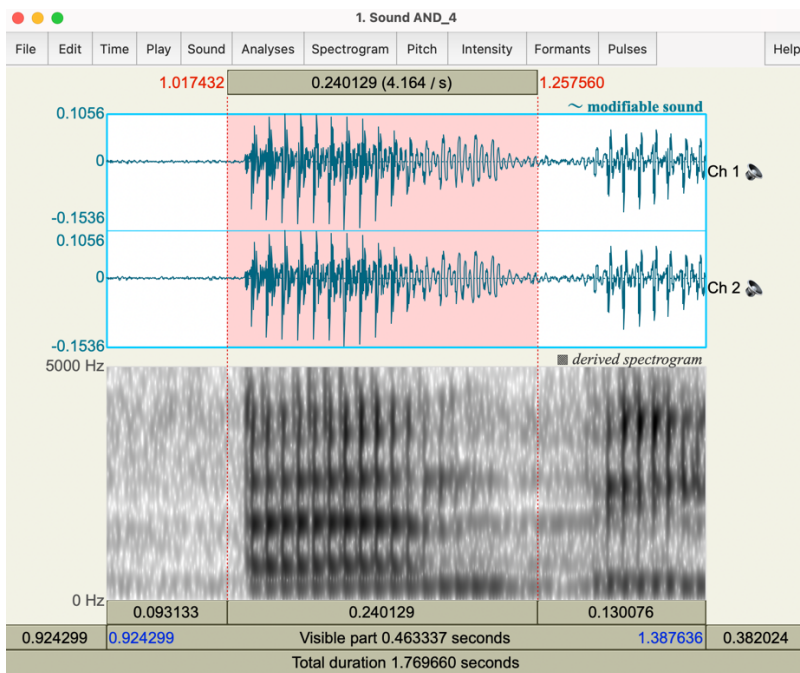 1. Sound AND_4
File Edit Time Play Sound Analyses Spectrogram Pitch Intensity Formants Pulses Help
1.017432 0.240129 (4.164 / s) 1.257560
~ modifiable sound
0.1056
0
-0.1536
Ch 1
0.1056
0
-0.1536
Ch 2
derived spectrogram
5000 Hz
0 Hz
0.093133 0.240129 0.130076
0.924299 0.924299 Visible part 0.463337 seconds 1.387636 0.382024
Total duration 1.769660 seconds